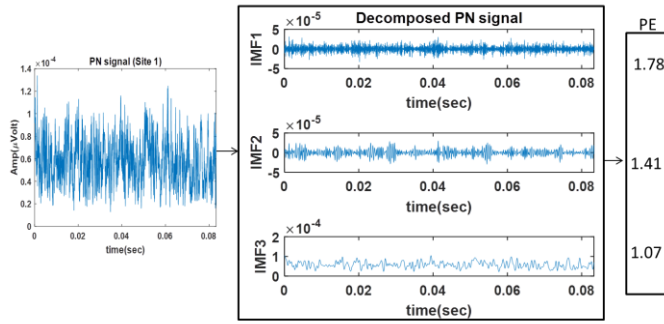 PN signal (Site 1)
×10⁻⁴
Amp(μVolt)
1.4
1.2
1
0.8
0.6
0.4
0.2
0
0 0.02 0.04 0.06 0.08
time(sec)
Decomposed PN signal
×10⁻⁵
IMF1
5
0
-5
0 0.02 0.04 0.06 0.08
time(sec)
×10⁻⁵
IMF2
5
0
-5
0 0.02 0.04 0.06 0.08
time(sec)
×10⁻⁴
IMF3
2
1
0
0 0.02 0.04 0.06 0.08
time(sec)
PE
1.78
1.41
1.07